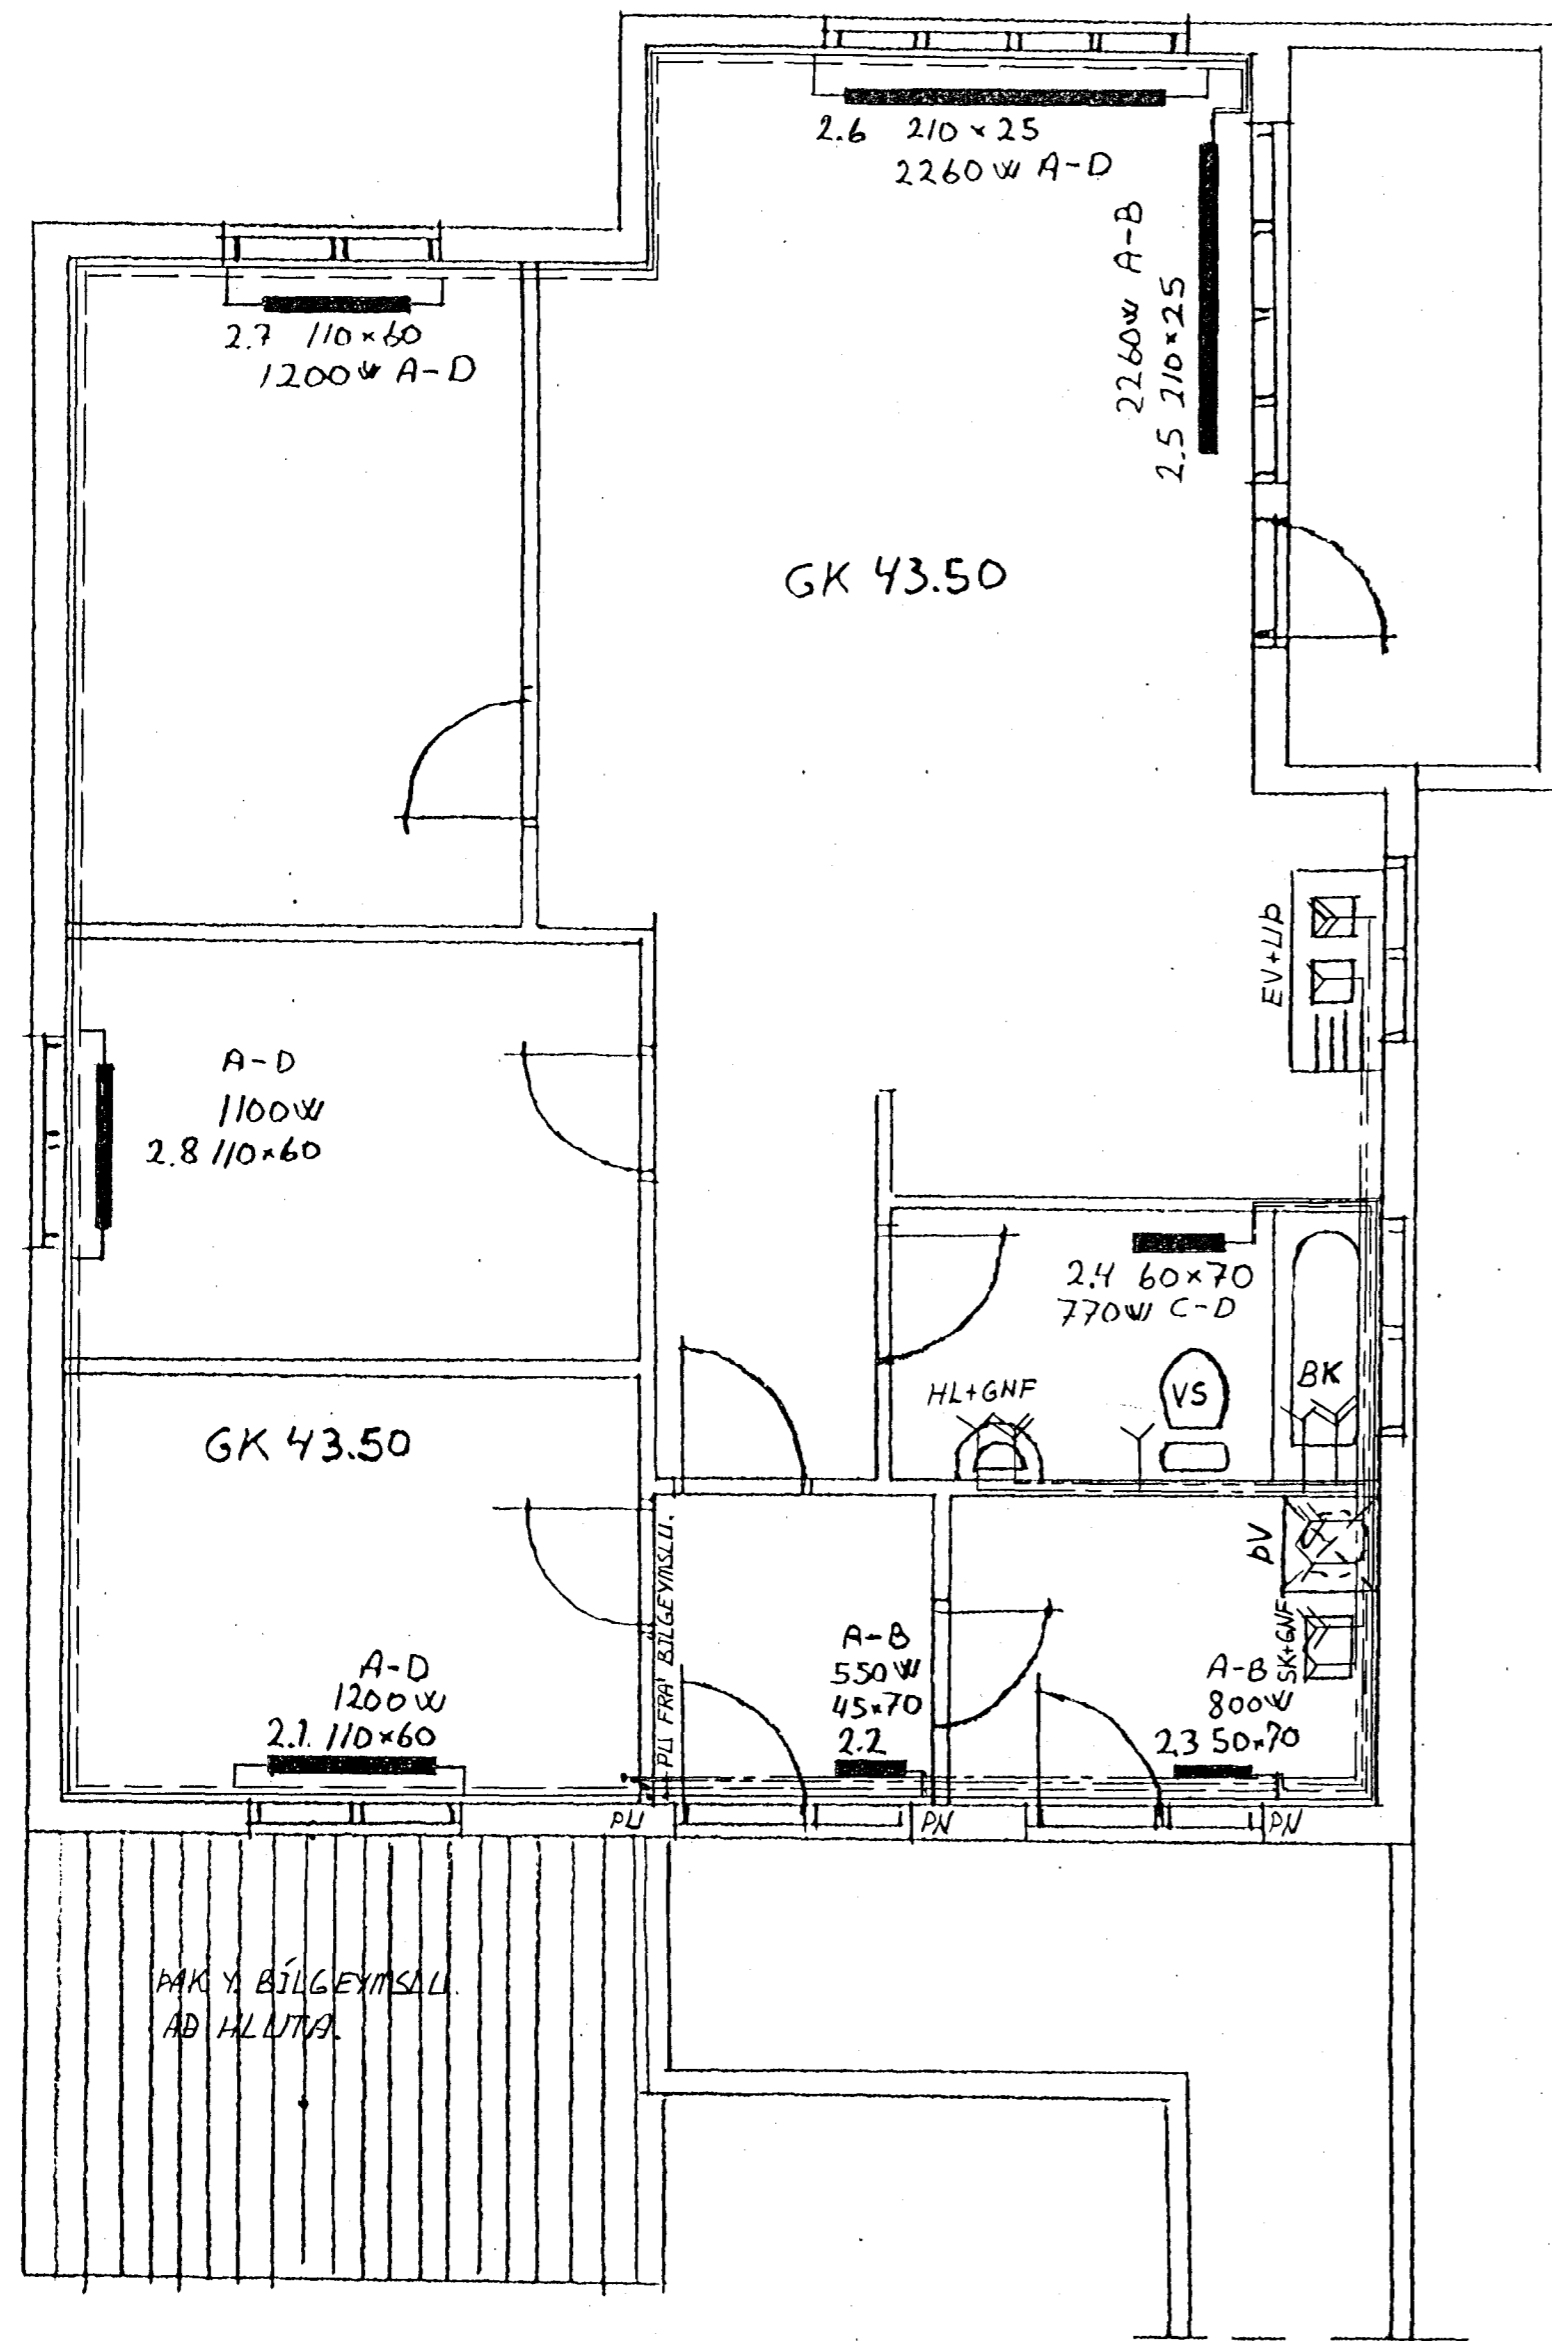 2.6 210×25
2260W A-D
2260W A-B
2.5 210×25
2.7 110×60
1200W A-D
GK 43.50
EV+UÞ
A-D
1100W
2.8 110×60
2.4 60×70
770W C-D
HL+GNF
VS
BK
GK 43.50
PU FRÁ BÍLGEYMSLU.
ÞV
SK+GNF
A-D
1200W
2.1. 110×60
A-B
550W
45×70
2.2
A-B
800W
2.3 50×70
PU
PN
PN
ÞAK Y. BÍLGEYMSLU.
AÐ HLUTA.